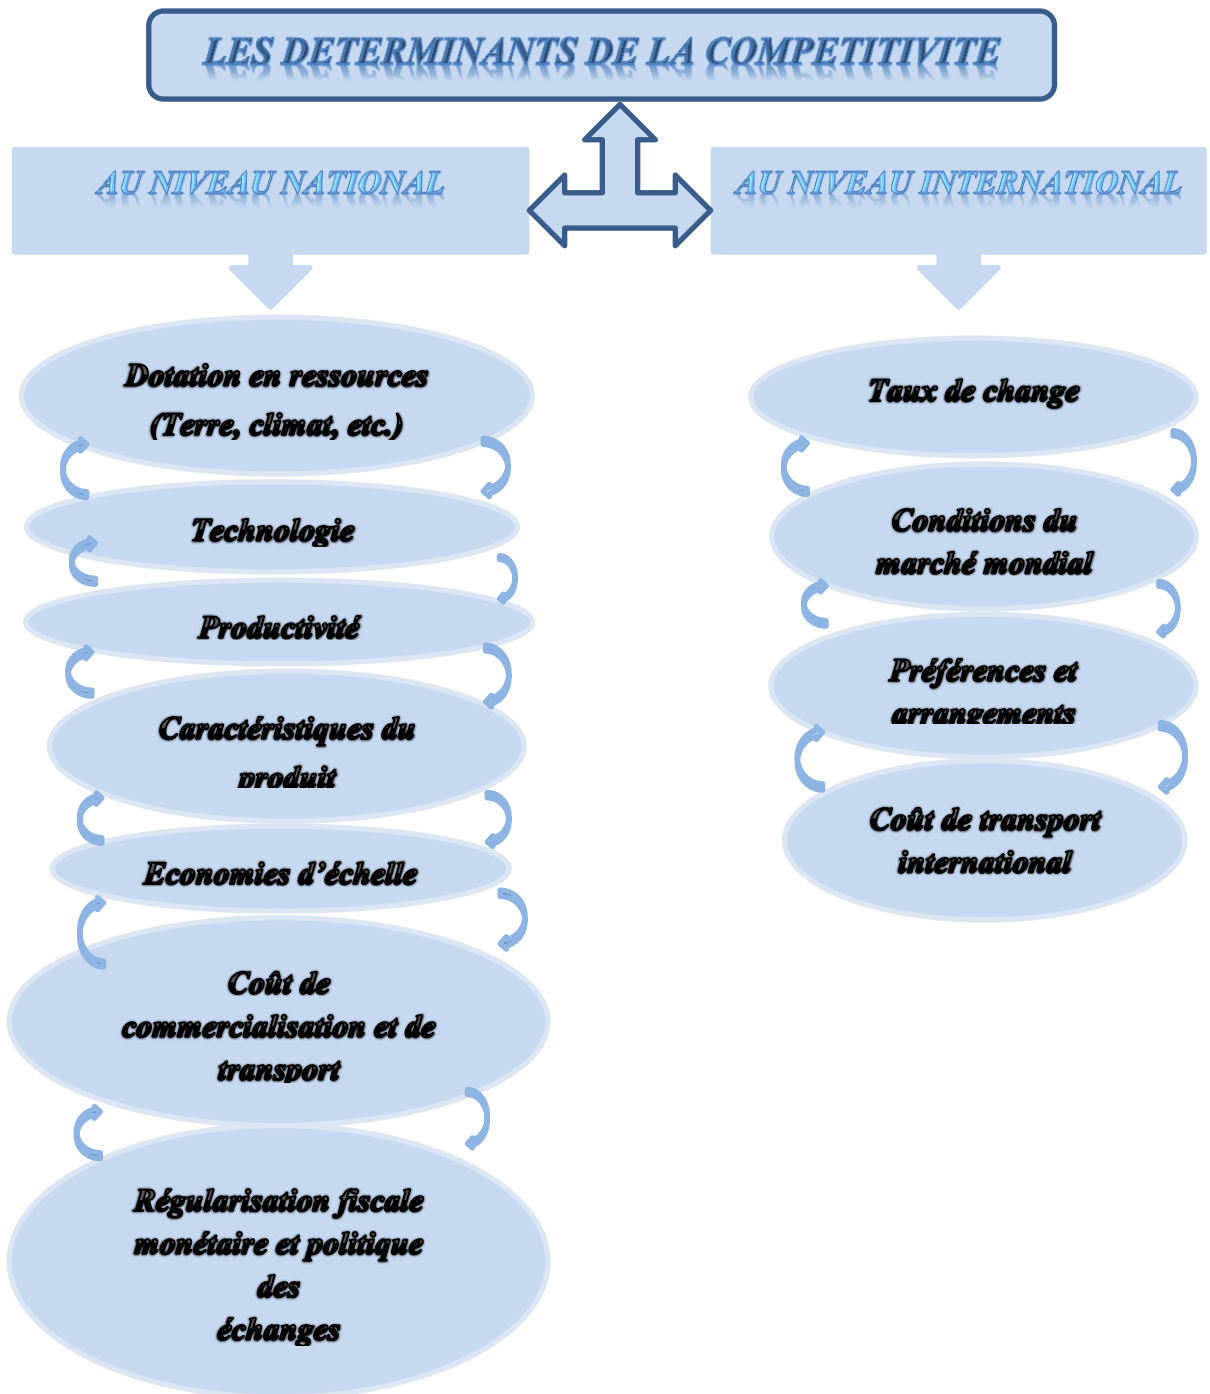 LES DETERMINANTS DE LA COMPETITIVITE
AU NIVEAU NATIONAL
AU NIVEAU INTERNATIONAL
Dotation en ressources
(Terre, climat, etc.)
Technologie
Productivité
Caractéristiques du
produit
Economies d’échelle
Coût de
commercialisation et de
transport
Régularisation fiscale
monétaire et politique
des
échanges
Taux de change
Conditions du
marché mondial
Préférences et
arrangements
Coût de transport
international